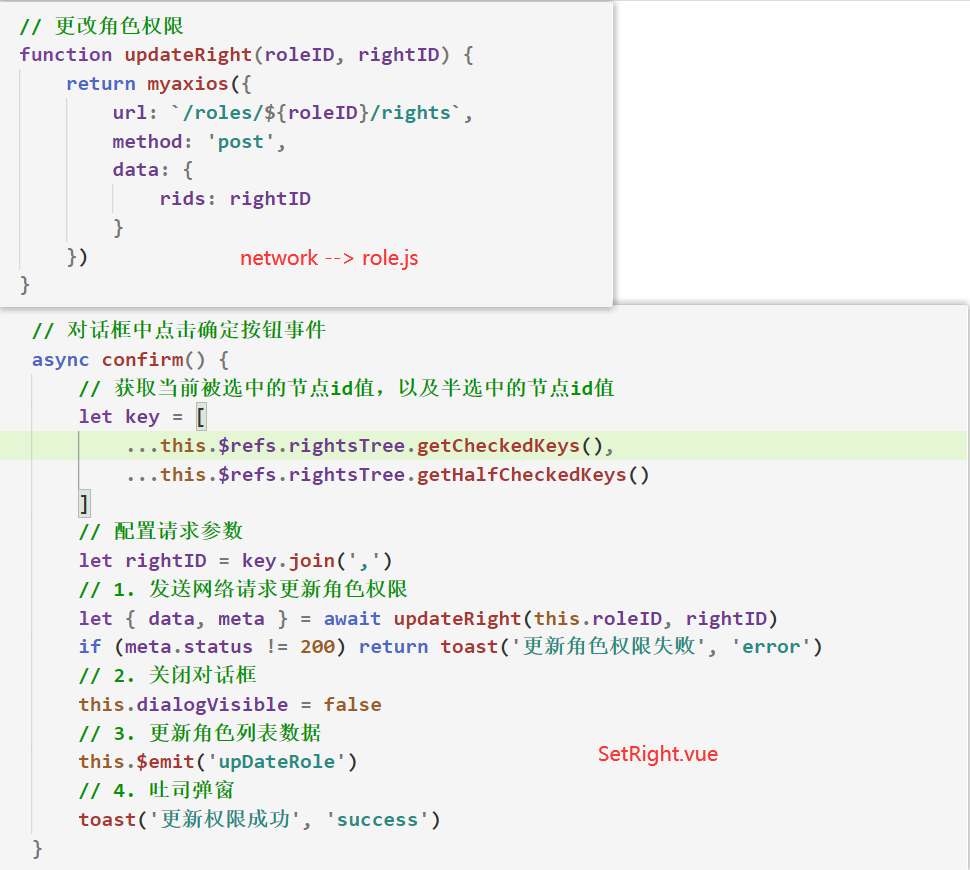 // 更改角色权限
function updateRight(roleID, rightID) {
    return myaxios({
        url: `/roles/${roleID}/rights`,
        method: 'post',
        data: {
            rids: rightID
        }
    })
network --> role.js
}
// 对话框中点击确定按钮事件
async confirm() {
    // 获取当前被选中的节点id值，以及半选中的节点id值
    let key = [
        ...this.$refs.rightsTree.getCheckedKeys(),
        ...this.$refs.rightsTree.getHalfCheckedKeys()
    ]
    // 配置请求参数
    let rightID = key.join(',')
    // 1. 发送网络请求更新角色权限
    let { data, meta } = await updateRight(this.roleID, rightID)
    if (meta.status != 200) return toast('更新角色权限失败', 'error')
    // 2. 关闭对话框
    this.dialogVisible = false
    // 3. 更新角色列表数据
    this.$emit('upDateRole')
SetRight.vue
    // 4. 吐司弹窗
    toast('更新权限成功', 'success')
}